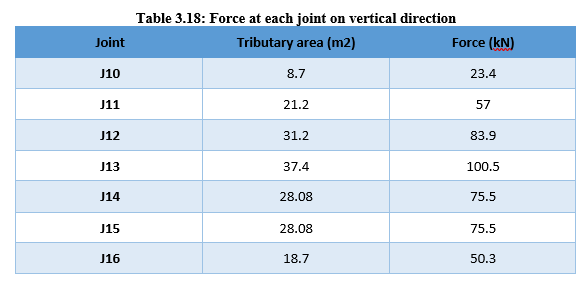 Table 3.18: Force at each joint on vertical direction
Joint Tributary area (m2) Force (kN)
J10 8.7 23.4
J11 21.2 57
J12 31.2 83.9
J13 37.4 100.5
J14 28.08 75.5
J15 28.08 75.5
J16 18.7 50.3